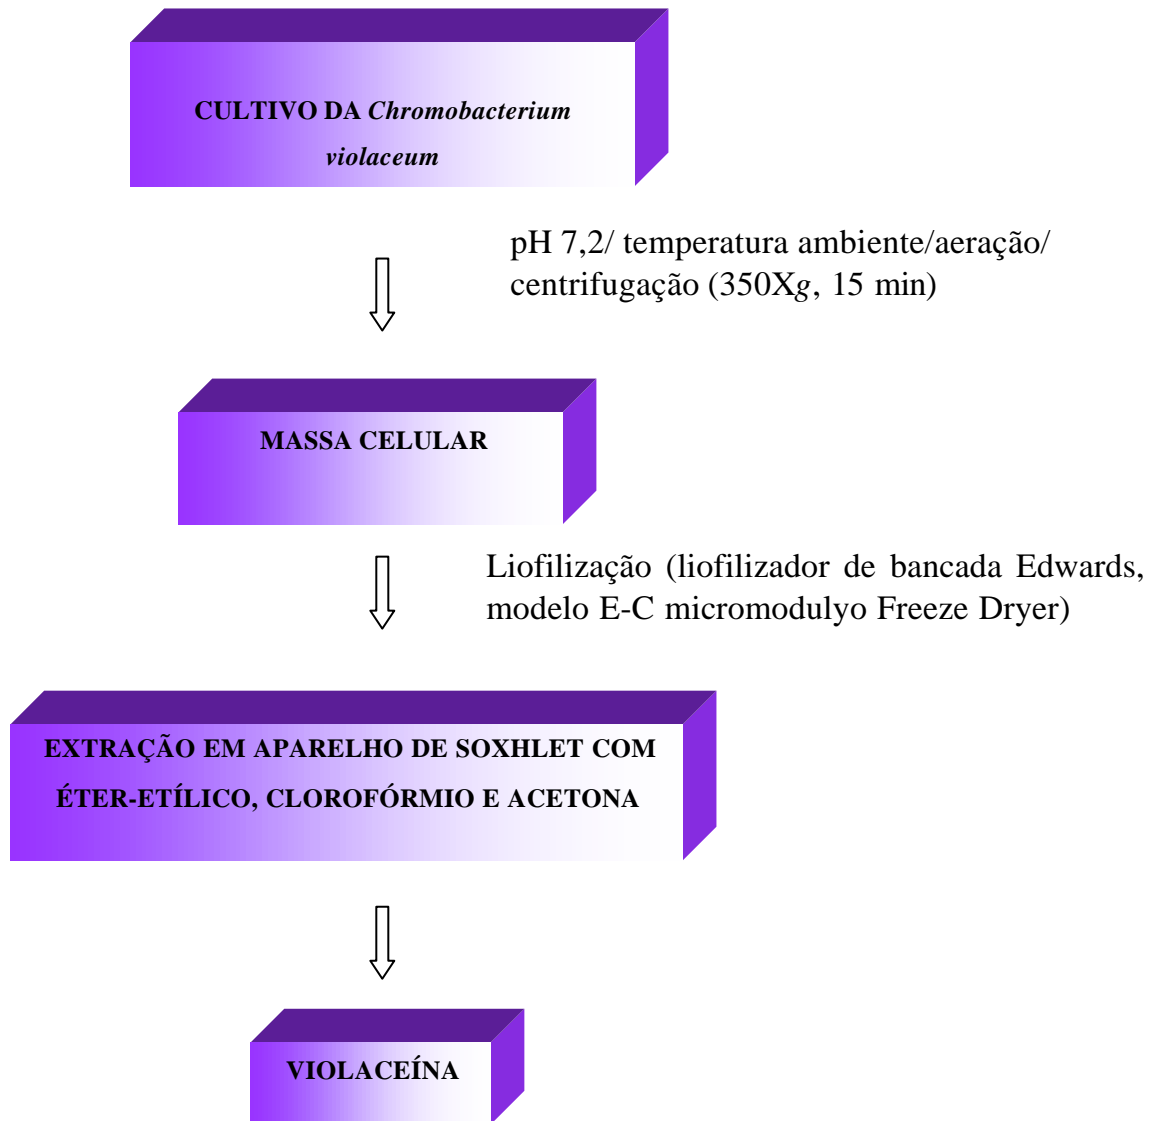 CULTIVO DA Chromobacterium
violaceum
pH 7,2/ temperatura ambiente/aeração/
centrifugação (350Xg, 15 min)
MASSA CELULAR
Liofilização (liofilizador de bancada Edwards,
modelo E-C micromodulyo Freeze Dryer)
EXTRAÇÃO EM APARELHO DE SOXHLET COM
ÉTER-ETÍLICO, CLOROFÓRMIO E ACETONA
VIOLACEÍNA